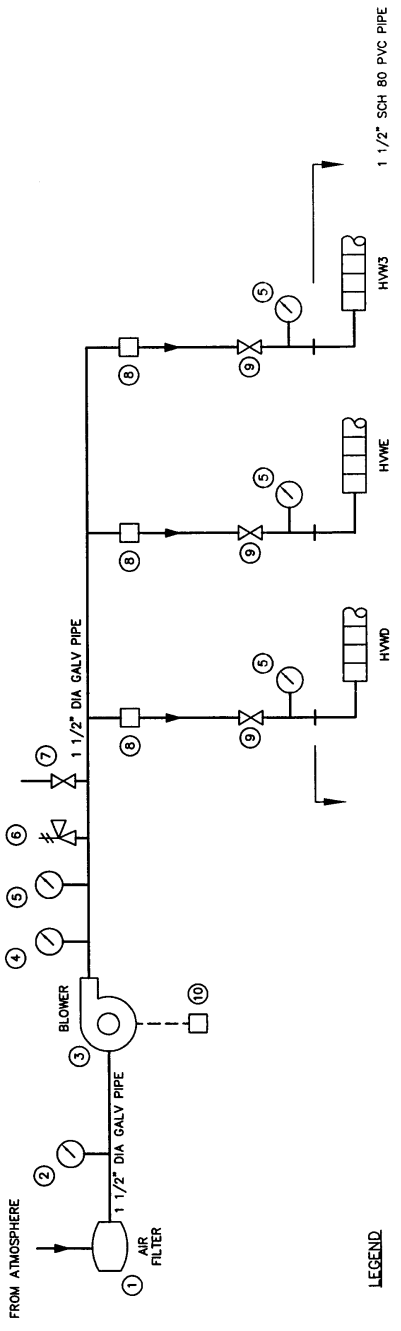 FROM ATMOSPHERE
1
AIR
FILTER
2
1 1/2" DIA GALV PIPE
3
BLOWER
10
4
5
6
7
1 1/2" DIA GALV PIPE
8
9
5
HVWD
8
9
5
HVWE
8
9
5
HVW3
1 1/2" SCH 80 PVC PIPE
LEGEND